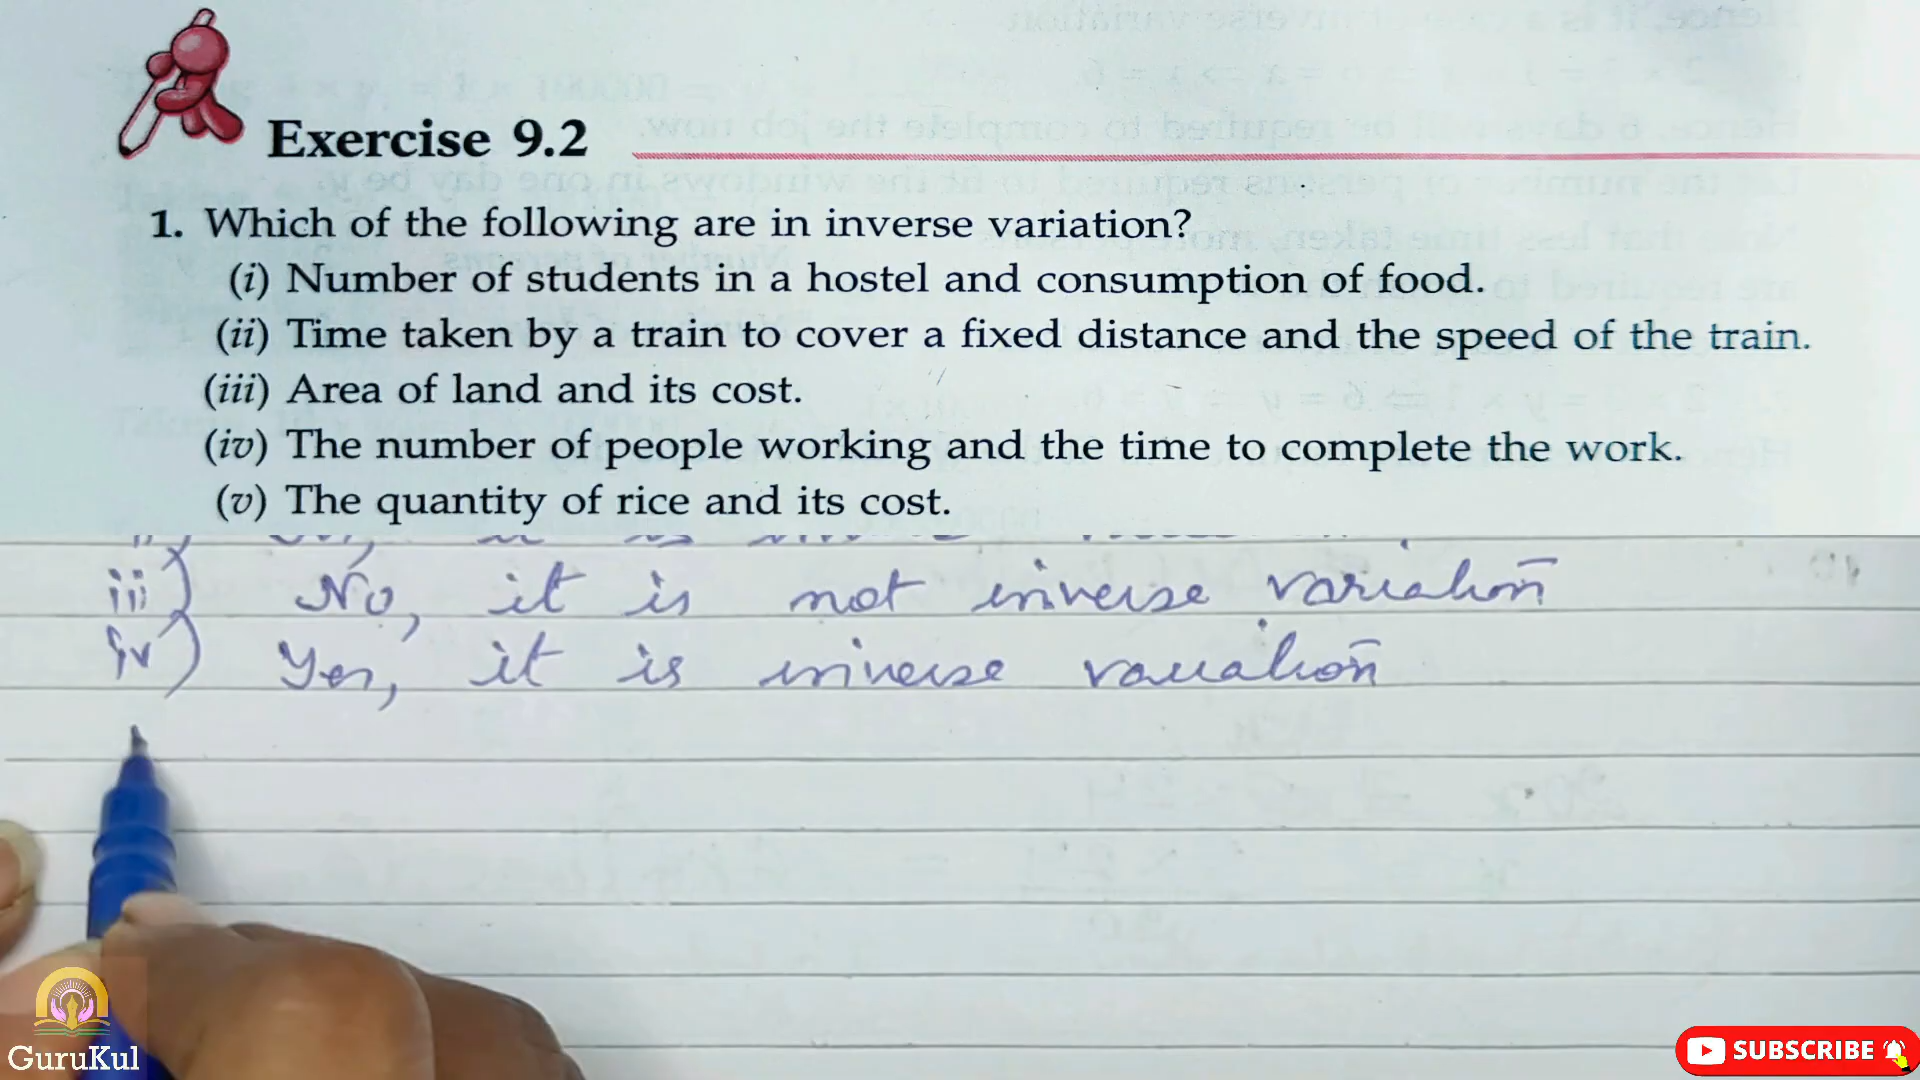 Exercise 9.2
1. Which of the following are in inverse variation?
(i) Number of students in a hostel and consumption of food.
(ii) Time taken by a train to cover a fixed distance and the speed of the train.
(iii) Area of land and its cost.
(iv) The number of people working and the time to complete the work.
(v) The quantity of rice and its cost.
iii) No, it is not inverse variation
iv) Yes, it is inverse variation
GuruKul
SUBSCRIBE